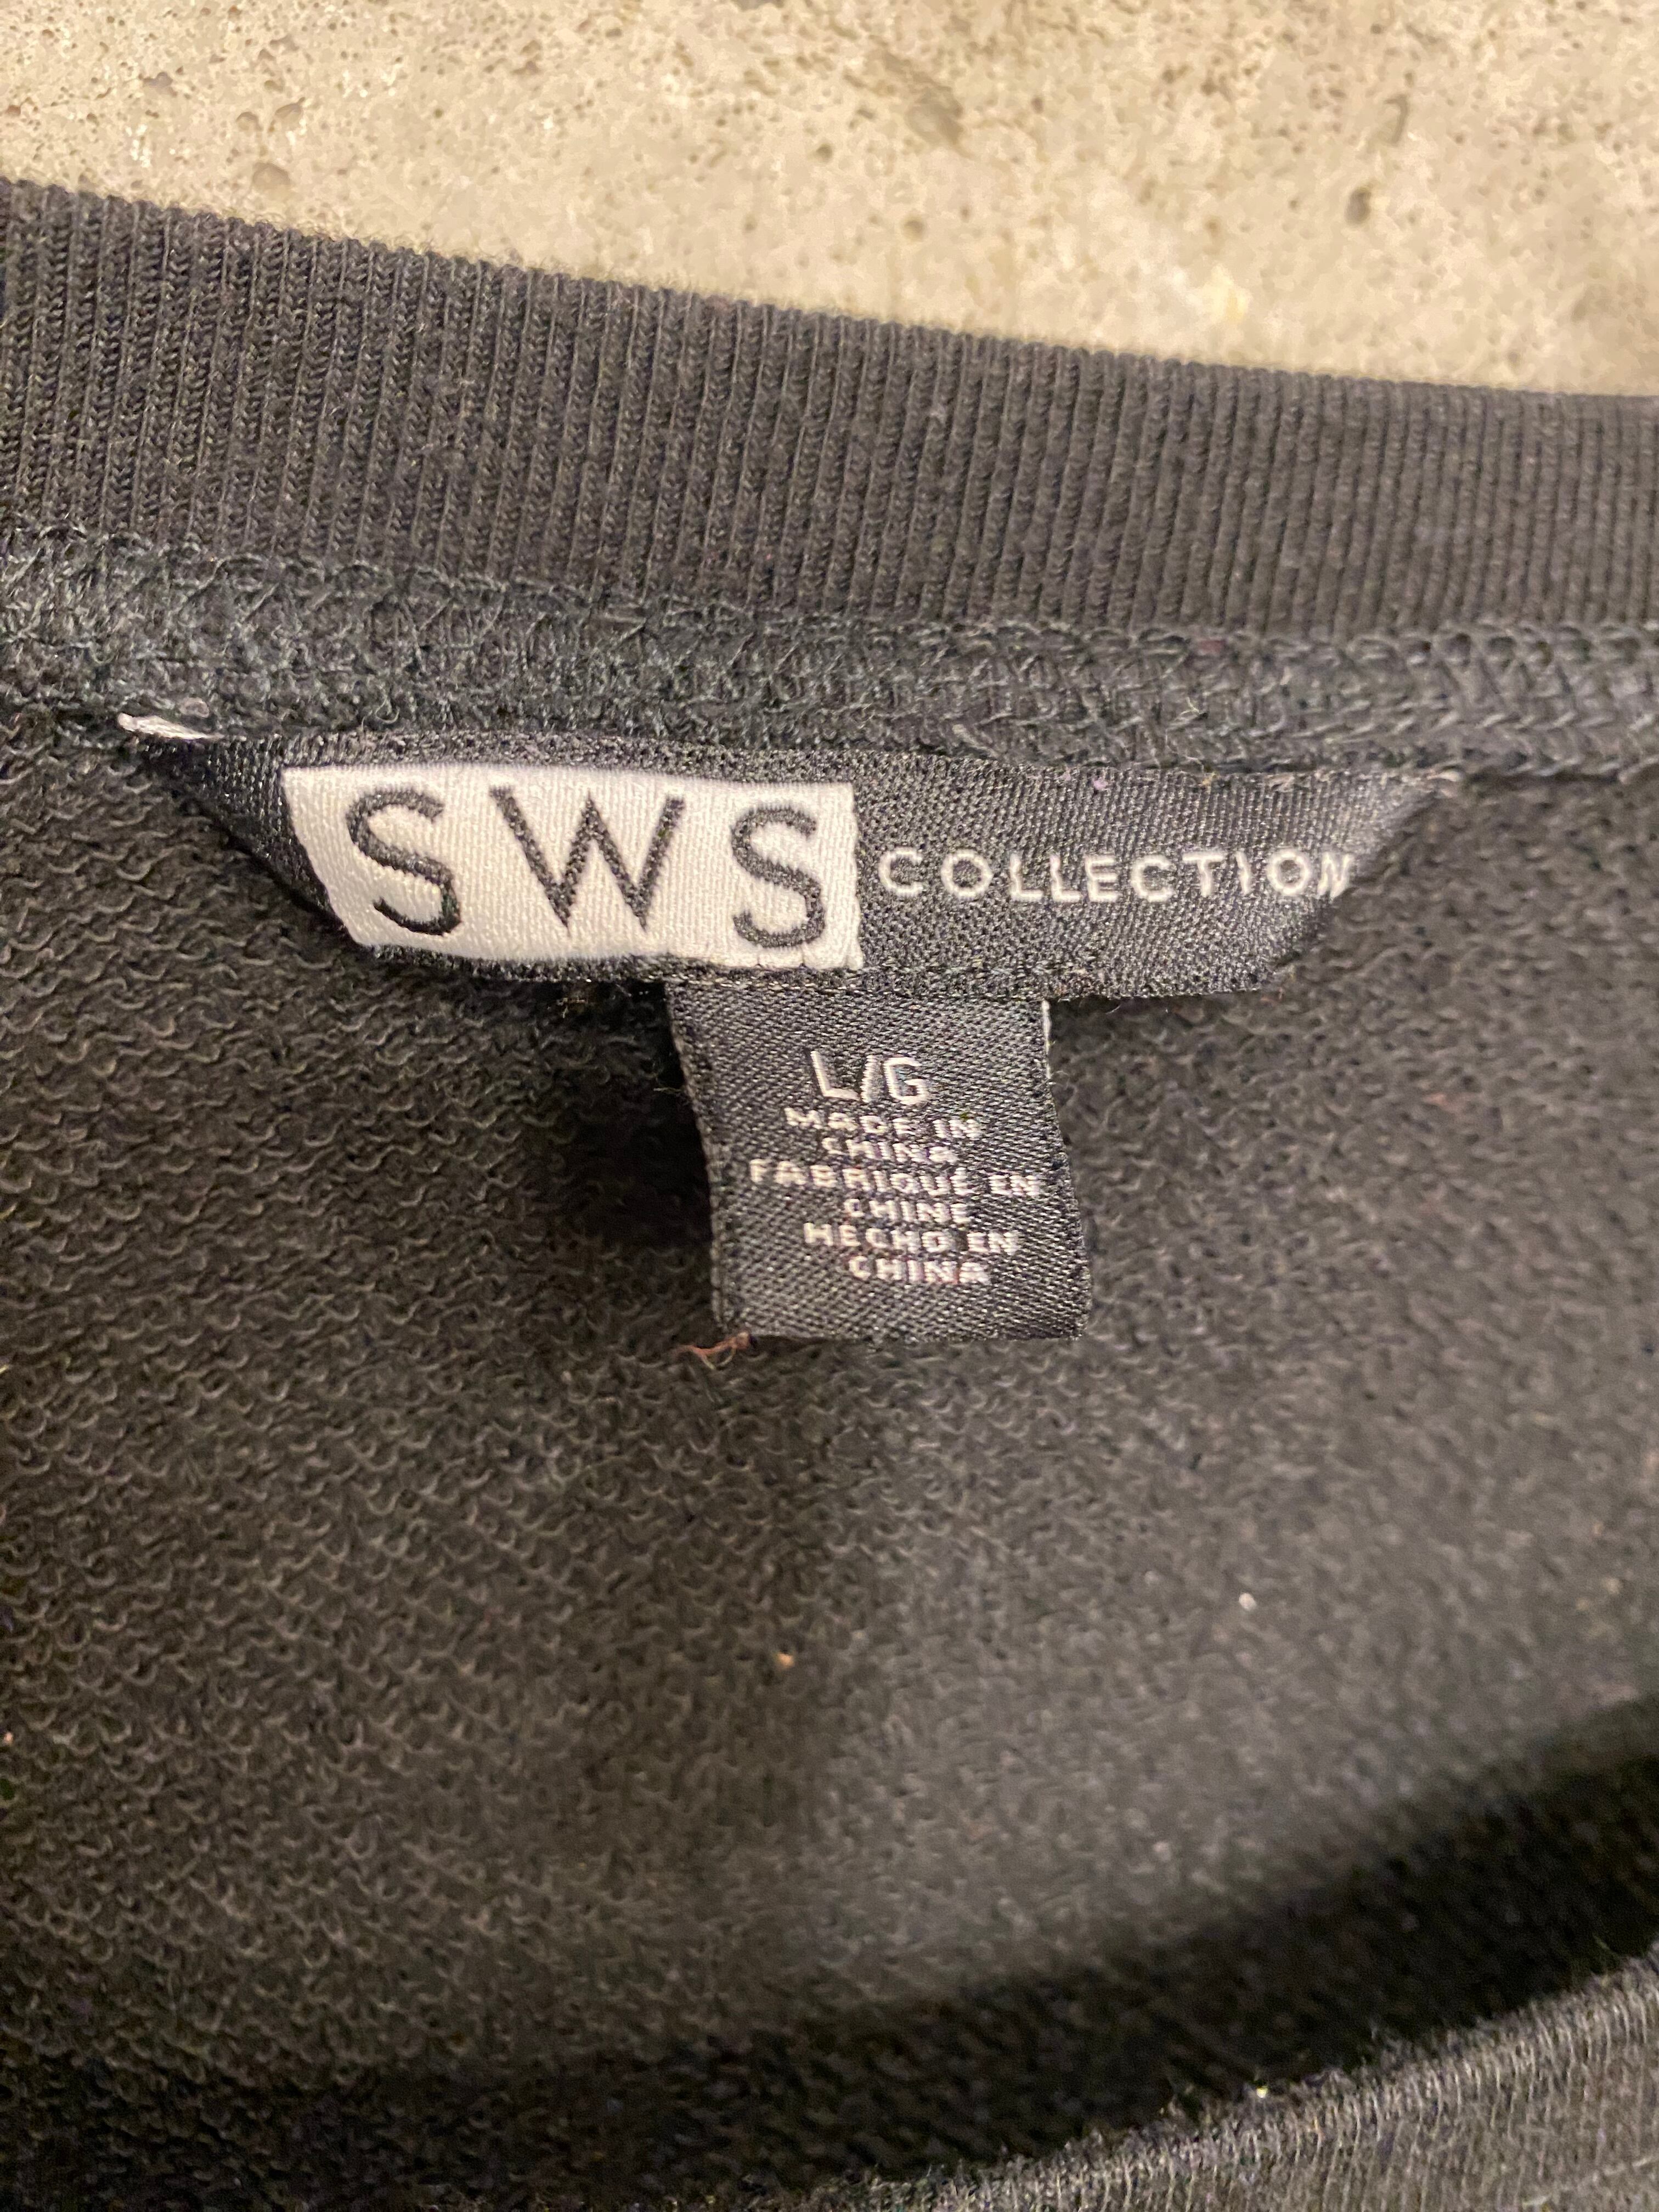 SWS COLLECTION
L/G
MADE IN
CHINA
FABRIQUÉ EN
CHINE
HECHO EN
CHINA